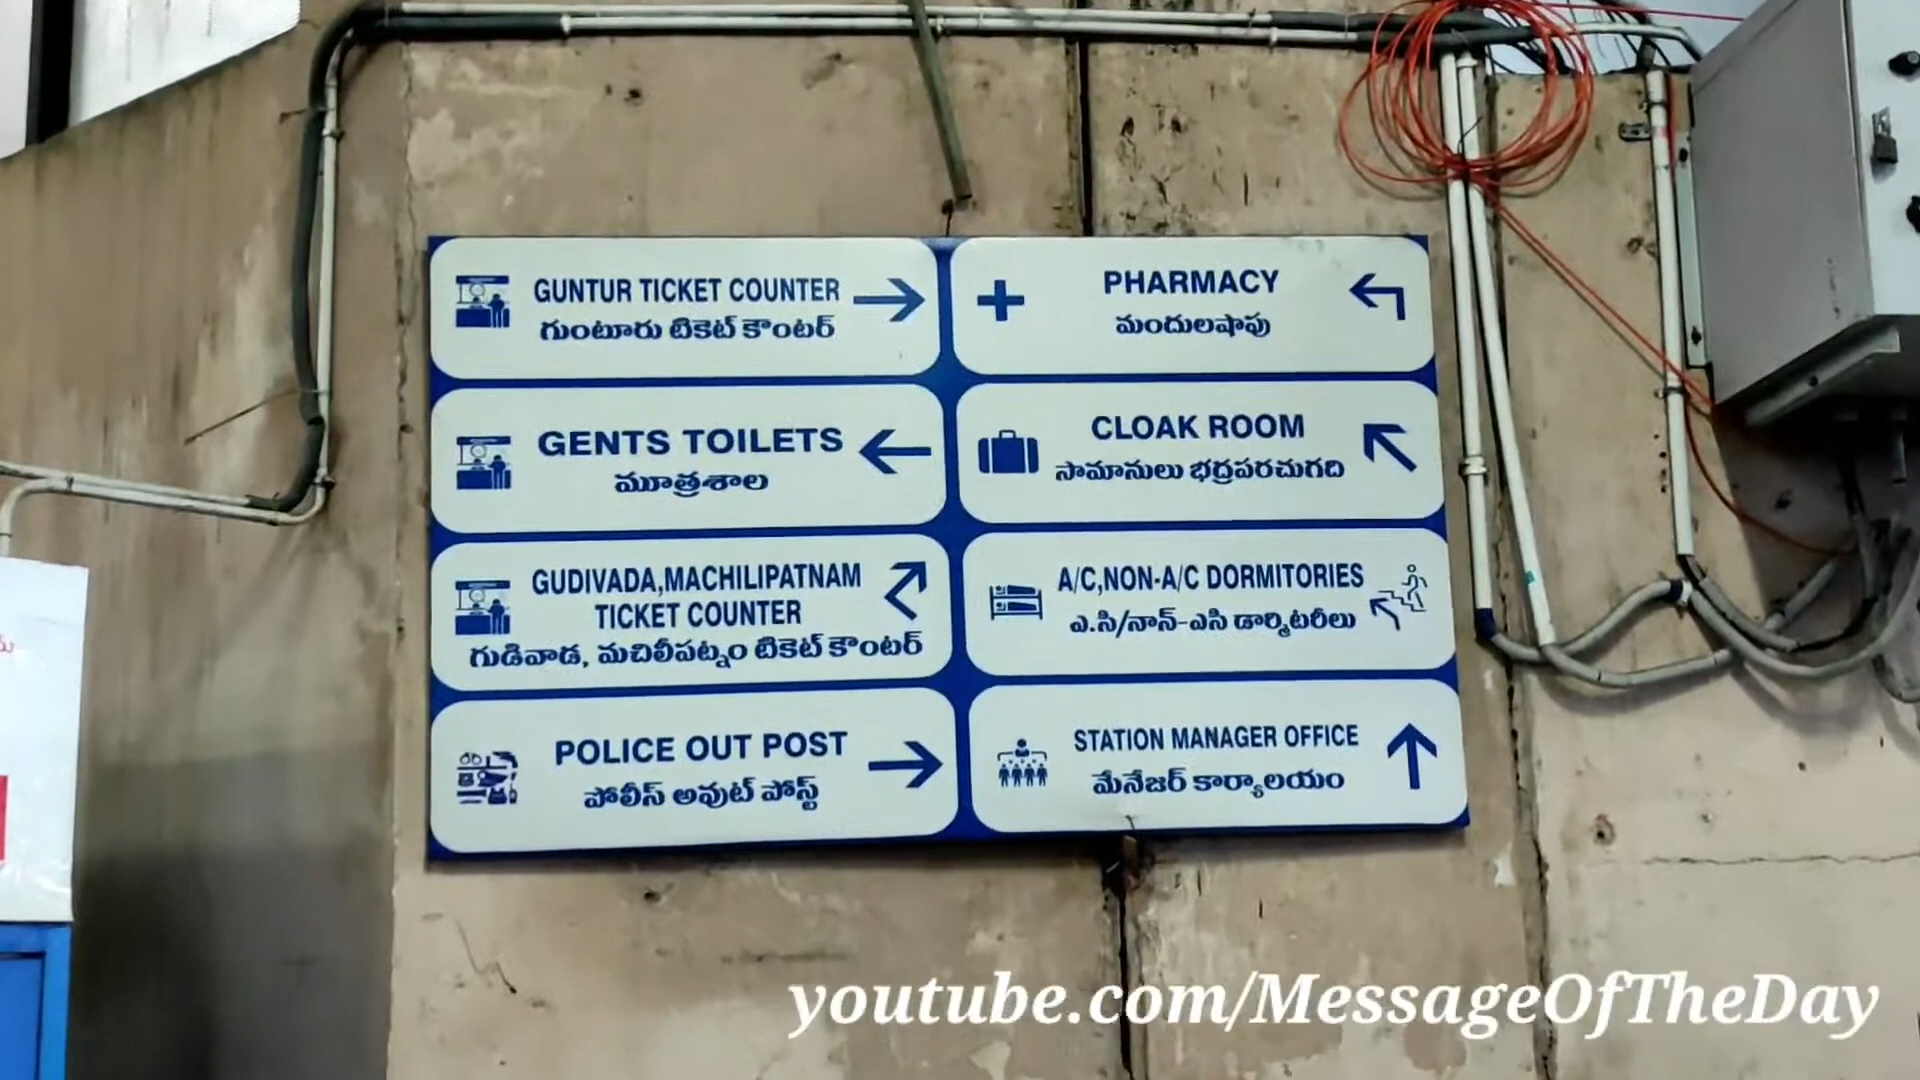 GUNTUR TICKET COUNTER
గుంటూరు టికెట్ కౌంటర్
GENTS TOILETS
మూత్రశాల
GUDIVADA,MACHILIPATNAM
TICKET COUNTER
గుడివాడ, మచిలీపట్నం టికెట్ కౌంటర్
POLICE OUT POST
పోలీస్ అవుట్ పోస్ట్
PHARMACY
మందులషాపు
CLOAK ROOM
సామానులు భద్రపరచుగది
A/C,NON-A/C DORMITORIES
ఎ.సి/నాన్-ఎసి డార్మిటరీలు
STATION MANAGER OFFICE
మేనేజర్ కార్యాలయం
youtube.com/MessageOfTheDay